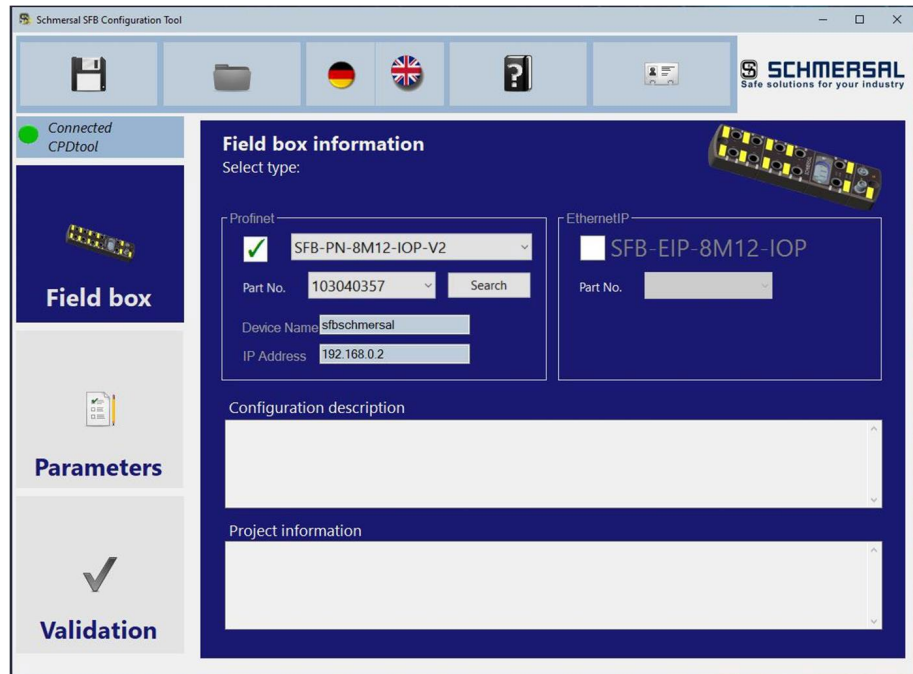 Schmersal SFB Configuration Tool
SCHMERSAL
Safe solutions for your industry
Connected
CPDtool
Field box
Parameters
Validation
Field box information
Select type:
Profinet
SFB-PN-8M12-IOP-V2
Part No. 103040357 Search
Device Name sfbschmersal
IP Address 192.168.0.2
EthernetIP
SFB-EIP-8M12-IOP
Part No.
Configuration description
Project information